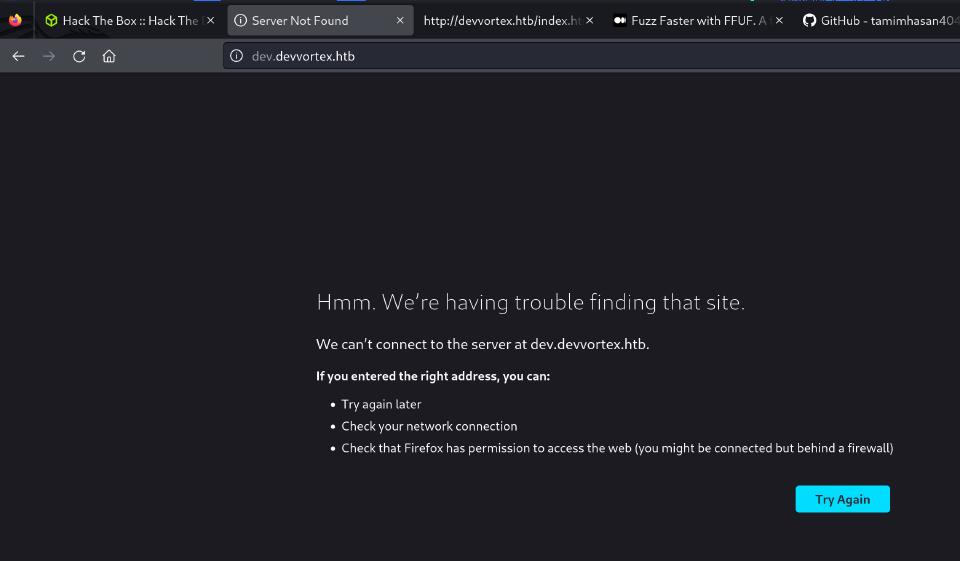 Hack The Box :: Hack The
Server Not Found
http://devvortex.htb/index.ht
Fuzz Faster with FFUF. A
GitHub - tamimhasan404
dev.devvortex.htb
Hmm. We're having trouble finding that site.
We can't connect to the server at dev.devvortex.htb.
If you entered the right address, you can:
• Try again later
• Check your network connection
• Check that Firefox has permission to access the web (you might be connected but behind a firewall)
Try Again